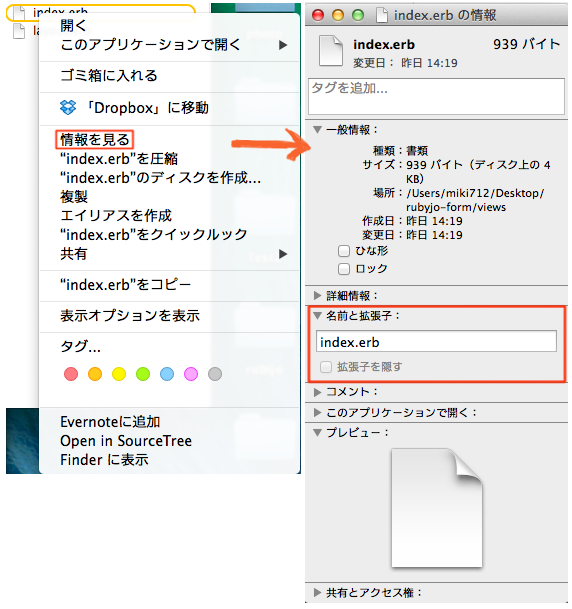 index.erb
la
開く
このアプリケーションで開く
ゴミ箱に入れる
「Dropbox」に移動
情報を見る
“index.erb”を圧縮
“index.erb”のディスクを作成...
複製
エイリアスを作成
“index.erb”をクイックルック
共有
“index.erb”をコピー
表示オプションを表示
タグ...
Evernoteに追加
Open in SourceTree
Finder に表示
index.erb の情報
index.erb 939 バイト
変更日： 昨日 14:19
タグを追加...
一般情報：
種類：書類
サイズ：939 バイト（ディスク上の 4
KB）
場所：/Users/miki712/Desktop/
rubyjo-form/views
作成日：昨日 14:19
変更日：昨日 14:19
ひな形
ロック
詳細情報：
名前と拡張子：
index.erb
拡張子を隠す
コメント：
このアプリケーションで開く：
プレビュー：
共有とアクセス権：